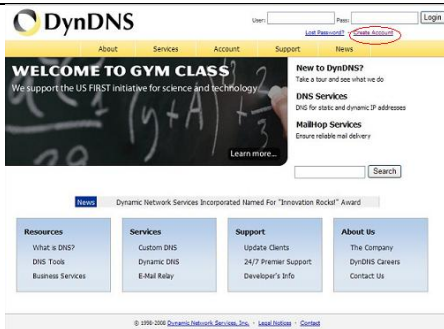 DynDNS
User: Pass: Login
Lost Password? - Create Account
About Services Account Support News
WELCOME TO GYM CLASS
We support the US FIRST initiative for science and technology
Learn more...
New to DynDNS?
Take a tour and see what we do
DNS Services
DNS for static and dynamic IP addresses
MailHop Services
Ensure reliable mail delivery
Search
News Dynamic Network Services Incorporated Named For "Innovation Rocks!" Award
Resources
What is DNS?
DNS Tools
Business Services
Services
Custom DNS
Dynamic DNS
E-Mail Relay
Support
Update Clients
24/7 Premier Support
Developer's Info
About Us
The Company
DynDNS Careers
Contact Us
© 1998-2008 Dynamic Network Services, Inc. - Legal Notices - Contact